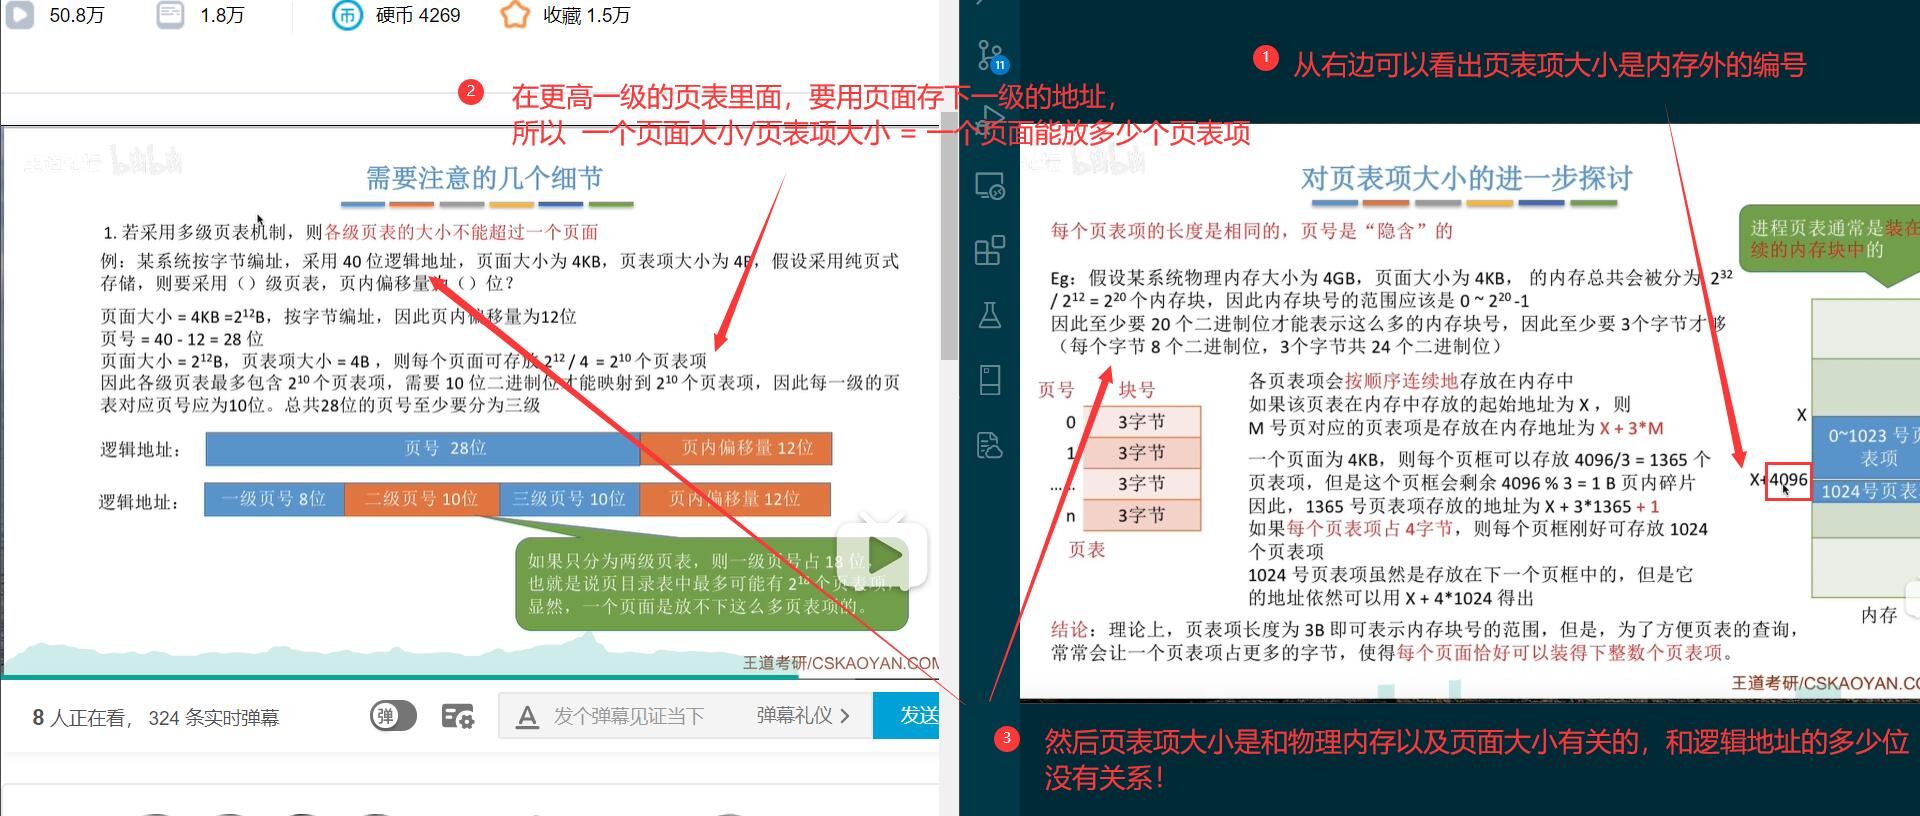 50.8万
1.8万
硬币 4269
收藏 1.5万
2 在更高一级的页表里面，要用页面存下一级的地址，
所以 一个页面大小/页表项大小 = 一个页面能放多少个页表项
bilibili
需要注意的几个细节
1. 若采用多级页表机制，则各级页表的大小不能超过一个页面
例：某系统按字节编址，采用 40 位逻辑地址，页面大小为 4KB，页表项大小为 4B，假设采用纯页式
存储，则要采用（）级页表，页内偏移量为（）位？
页面大小 = 4KB =2¹²B，按字节编址，因此页内偏移量为12位
页号 = 40 - 12 = 28 位
页面大小 = 2¹²B，页表项大小 = 4B ，则每个页面可存放 2¹² / 4 = 2¹⁰ 个页表项
因此各级页表最多包含 2¹⁰ 个页表项，需要 10 位二进制位才能映射到 2¹⁰ 个页表项，因此每一级的页
表对应页号应为10位。总共28位的页号至少要分为三级
逻辑地址： 页号 28位 页内偏移量 12位
逻辑地址： 一级页号 8位 二级页号 10位 三级页号 10位 页内偏移量 12位
如果只分为两级页表，则一级页号占 18 位，
也就是说页目录表中最多可能有 2¹⁸ 个页表项，
显然，一个页面是放不下这么多页表项的。
王道考研/CSKAOYAN.COM
8 人正在看， 324 条实时弹幕
弹
A 发个弹幕见证当下 弹幕礼仪 > 发送
11
1 从右边可以看出页表项大小是内存外的编号
bilibili
对页表项大小的进一步探讨
每个页表项的长度是相同的，页号是“隐含”的
进程页表通常是装在
续的内存块中的
Eg：假设某系统物理内存大小为 4GB，页面大小为 4KB， 的内存总共会被分为 2³²
/ 2¹² = 2²⁰ 个内存块，因此内存块号的范围应该是 0 ~ 2²⁰ -1
因此至少要 20 个二进制位才能表示这么多的内存块号，因此至少要 3个字节才够
（每个字节 8 个二进制位，3个字节共 24 个二进制位）
页号 块号
0 3字节
1 3字节
...... 3字节
n 3字节
页表
各页表项会按顺序连续地存放在内存中
如果该页表在内存中存放的起始地址为 X ，则
M 号页对应的页表项是存放在内存地址为 X + 3*M
一个页面为 4KB，则每个页框可以存放 4096/3 = 1365 个
页表项，但是这个页框会剩余 4096 % 3 = 1 B 页内碎片
因此，1365 号页表项存放的地址为 X + 3*1365 + 1
如果每个页表项占 4字节，则每个页框刚好可存放 1024
个页表项
1024 号页表项虽然是存放在下一个页框中的，但是它
的地址依然可以用 X + 4*1024 得出
X
0~1023 号页
表项
X+4096
1024号页表
内存
结论：理论上，页表项长度为 3B 即可表示内存块号的范围，但是，为了方便页表的查询，
常常会让一个页表项占更多的字节，使得每个页面恰好可以装得下整数个页表项。
王道考研/CSKAOYAN.CO
3 然后页表项大小是和物理内存以及页面大小有关的，和逻辑地址的多少位
没有关系！